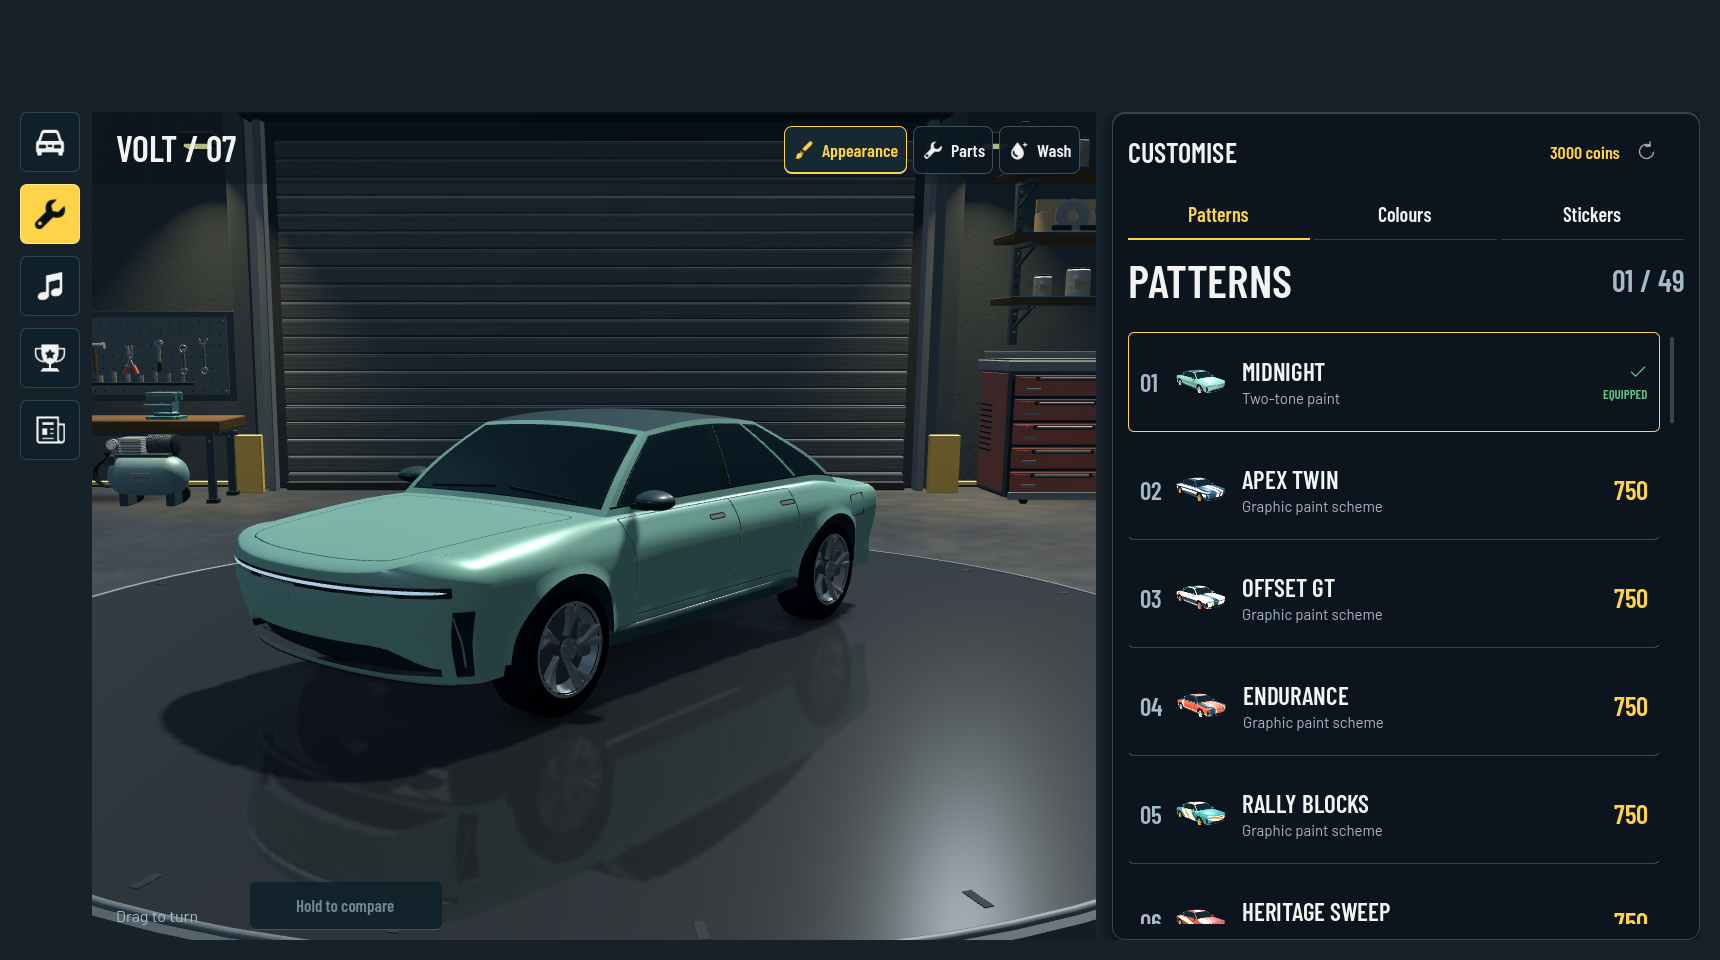 VOLT / 07
Appearance
Parts
Wash
Drag to turn
Hold to compare
CUSTOMISE
3000 coins
Patterns
Colours
Stickers
PATTERNS
01 / 49
01
MIDNIGHT
Two-tone paint
EQUIPPED
02
APEX TWIN
Graphic paint scheme
750
03
OFFSET GT
Graphic paint scheme
750
04
ENDURANCE
Graphic paint scheme
750
05
RALLY BLOCKS
Graphic paint scheme
750
06
HERITAGE SWEEP
750